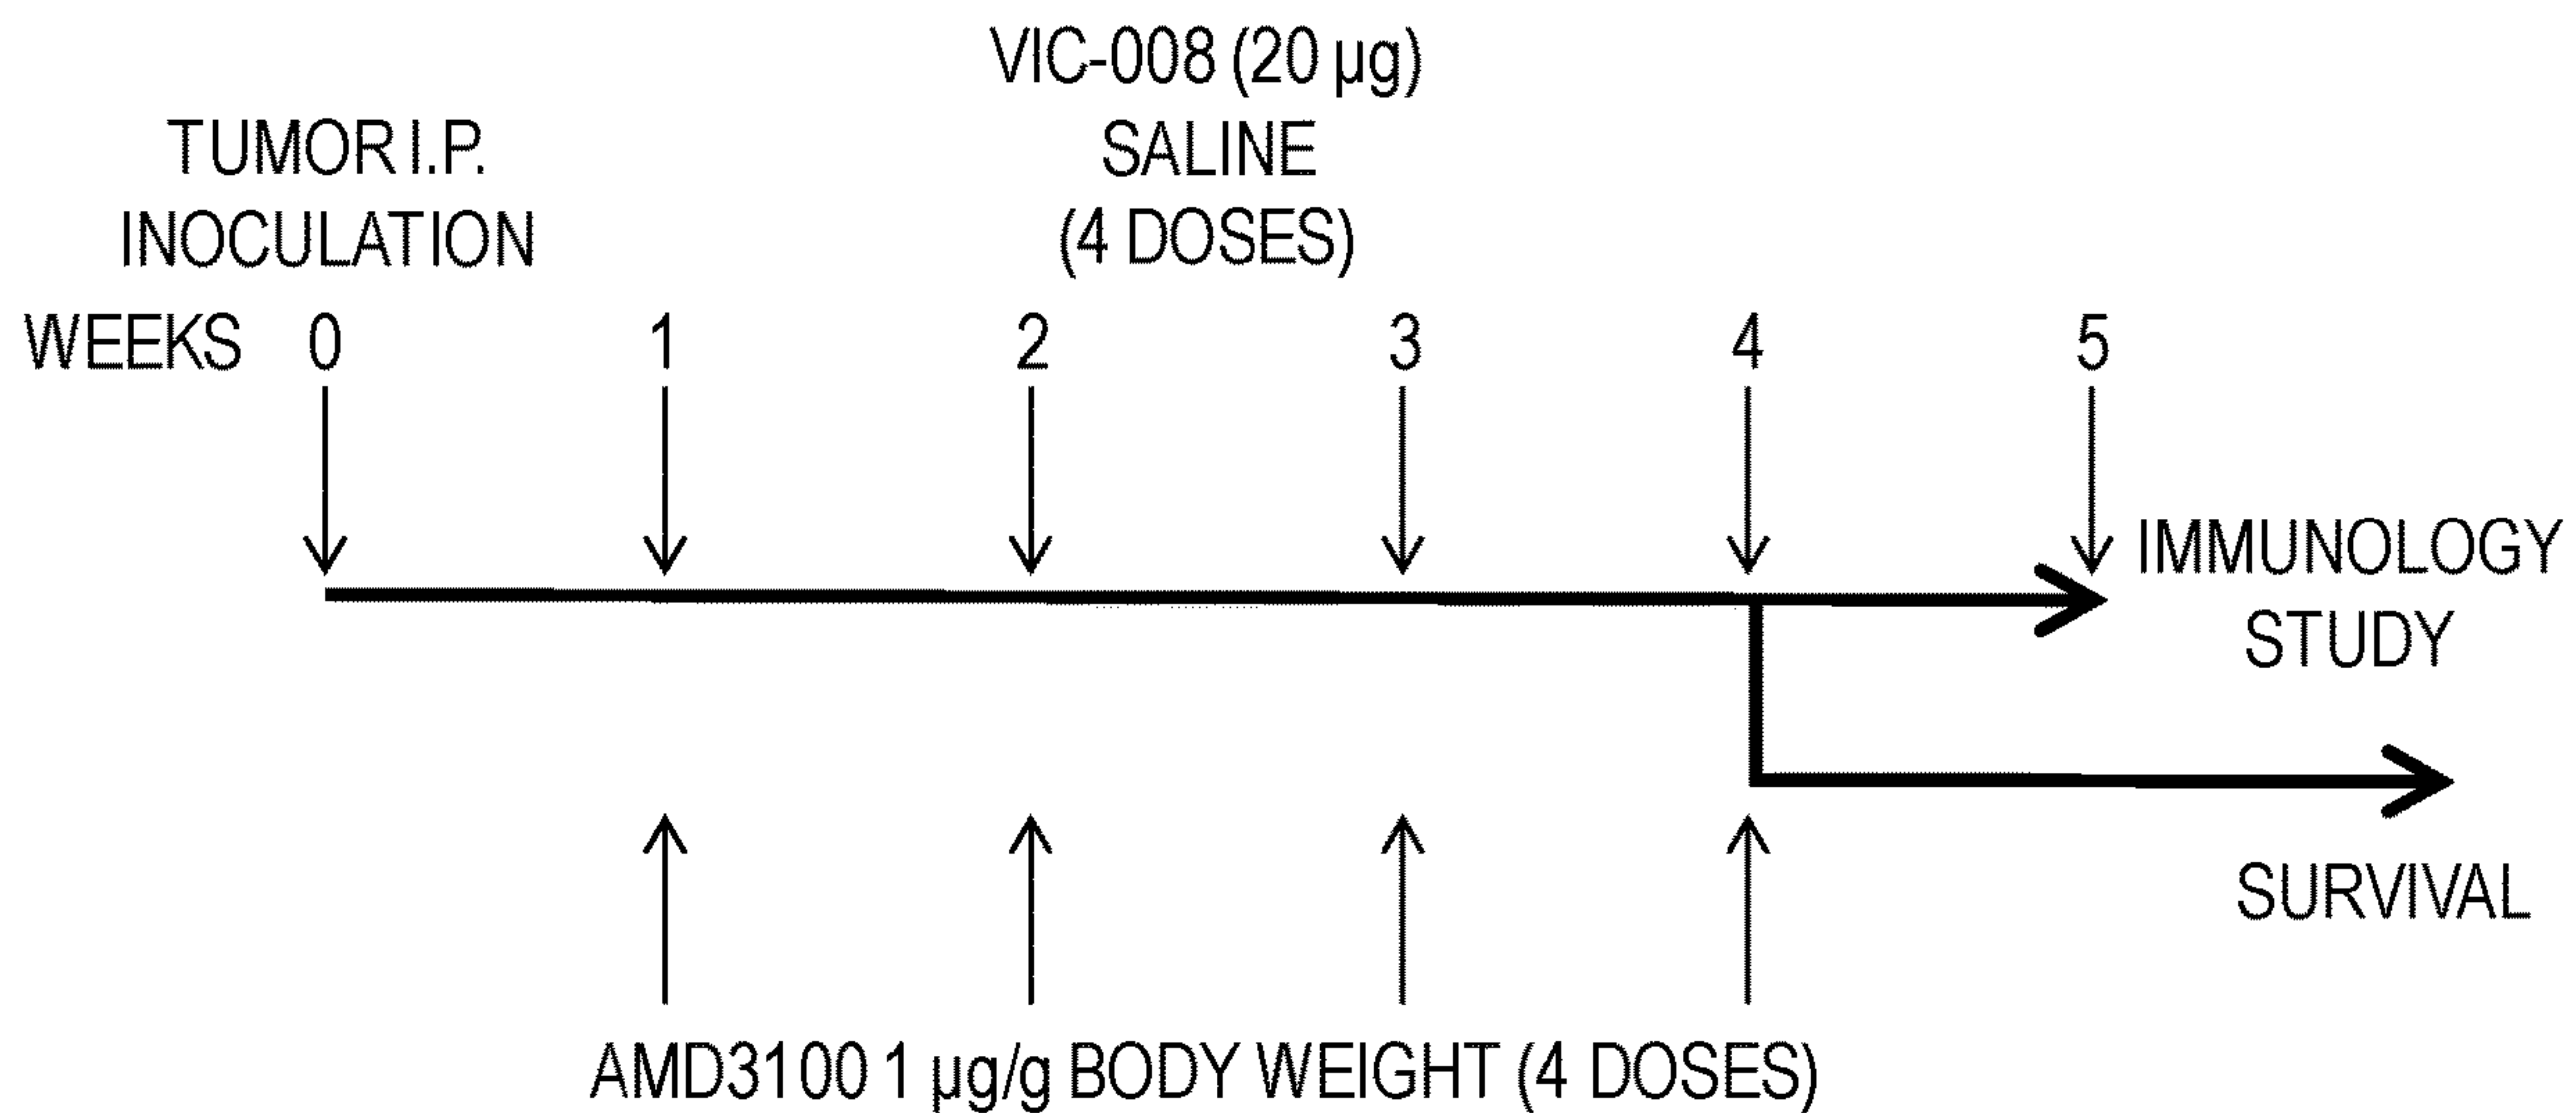 VIC-008 (20 µg)
SALINE
(4 DOSES)
TUMOR I.P.
INOCULATION
WEEKS 0 1 2 3 4 5
IMMUNOLOGY
STUDY
SURVIVAL
AMD3100 1 µg/g BODY WEIGHT (4 DOSES)